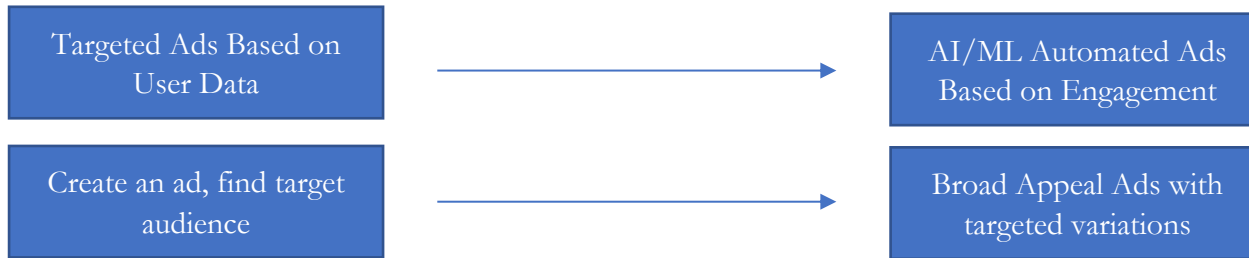 Targeted Ads Based on
User Data
AI/ML Automated Ads
Based on Engagement
Create an ad, find target
audience
Broad Appeal Ads with
targeted variations